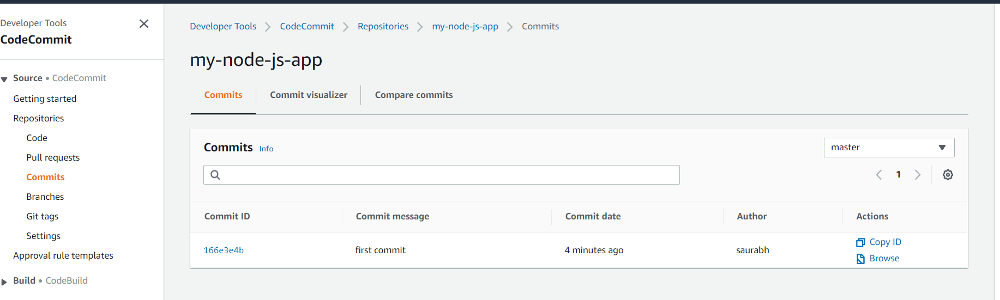 Developer Tools
CodeCommit
Source • CodeCommit
Getting started
Repositories
Code
Pull requests
Commits
Branches
Git tags
Settings
Approval rule templates
Build • CodeBuild
Developer Tools > CodeCommit > Repositories > my-node-js-app > Commits
my-node-js-app
Commits Commit visualizer Compare commits
Commits Info
master
1
Commit ID Commit message Commit date Author Actions
166e3e4b first commit 4 minutes ago saurabh
Copy ID
Browse